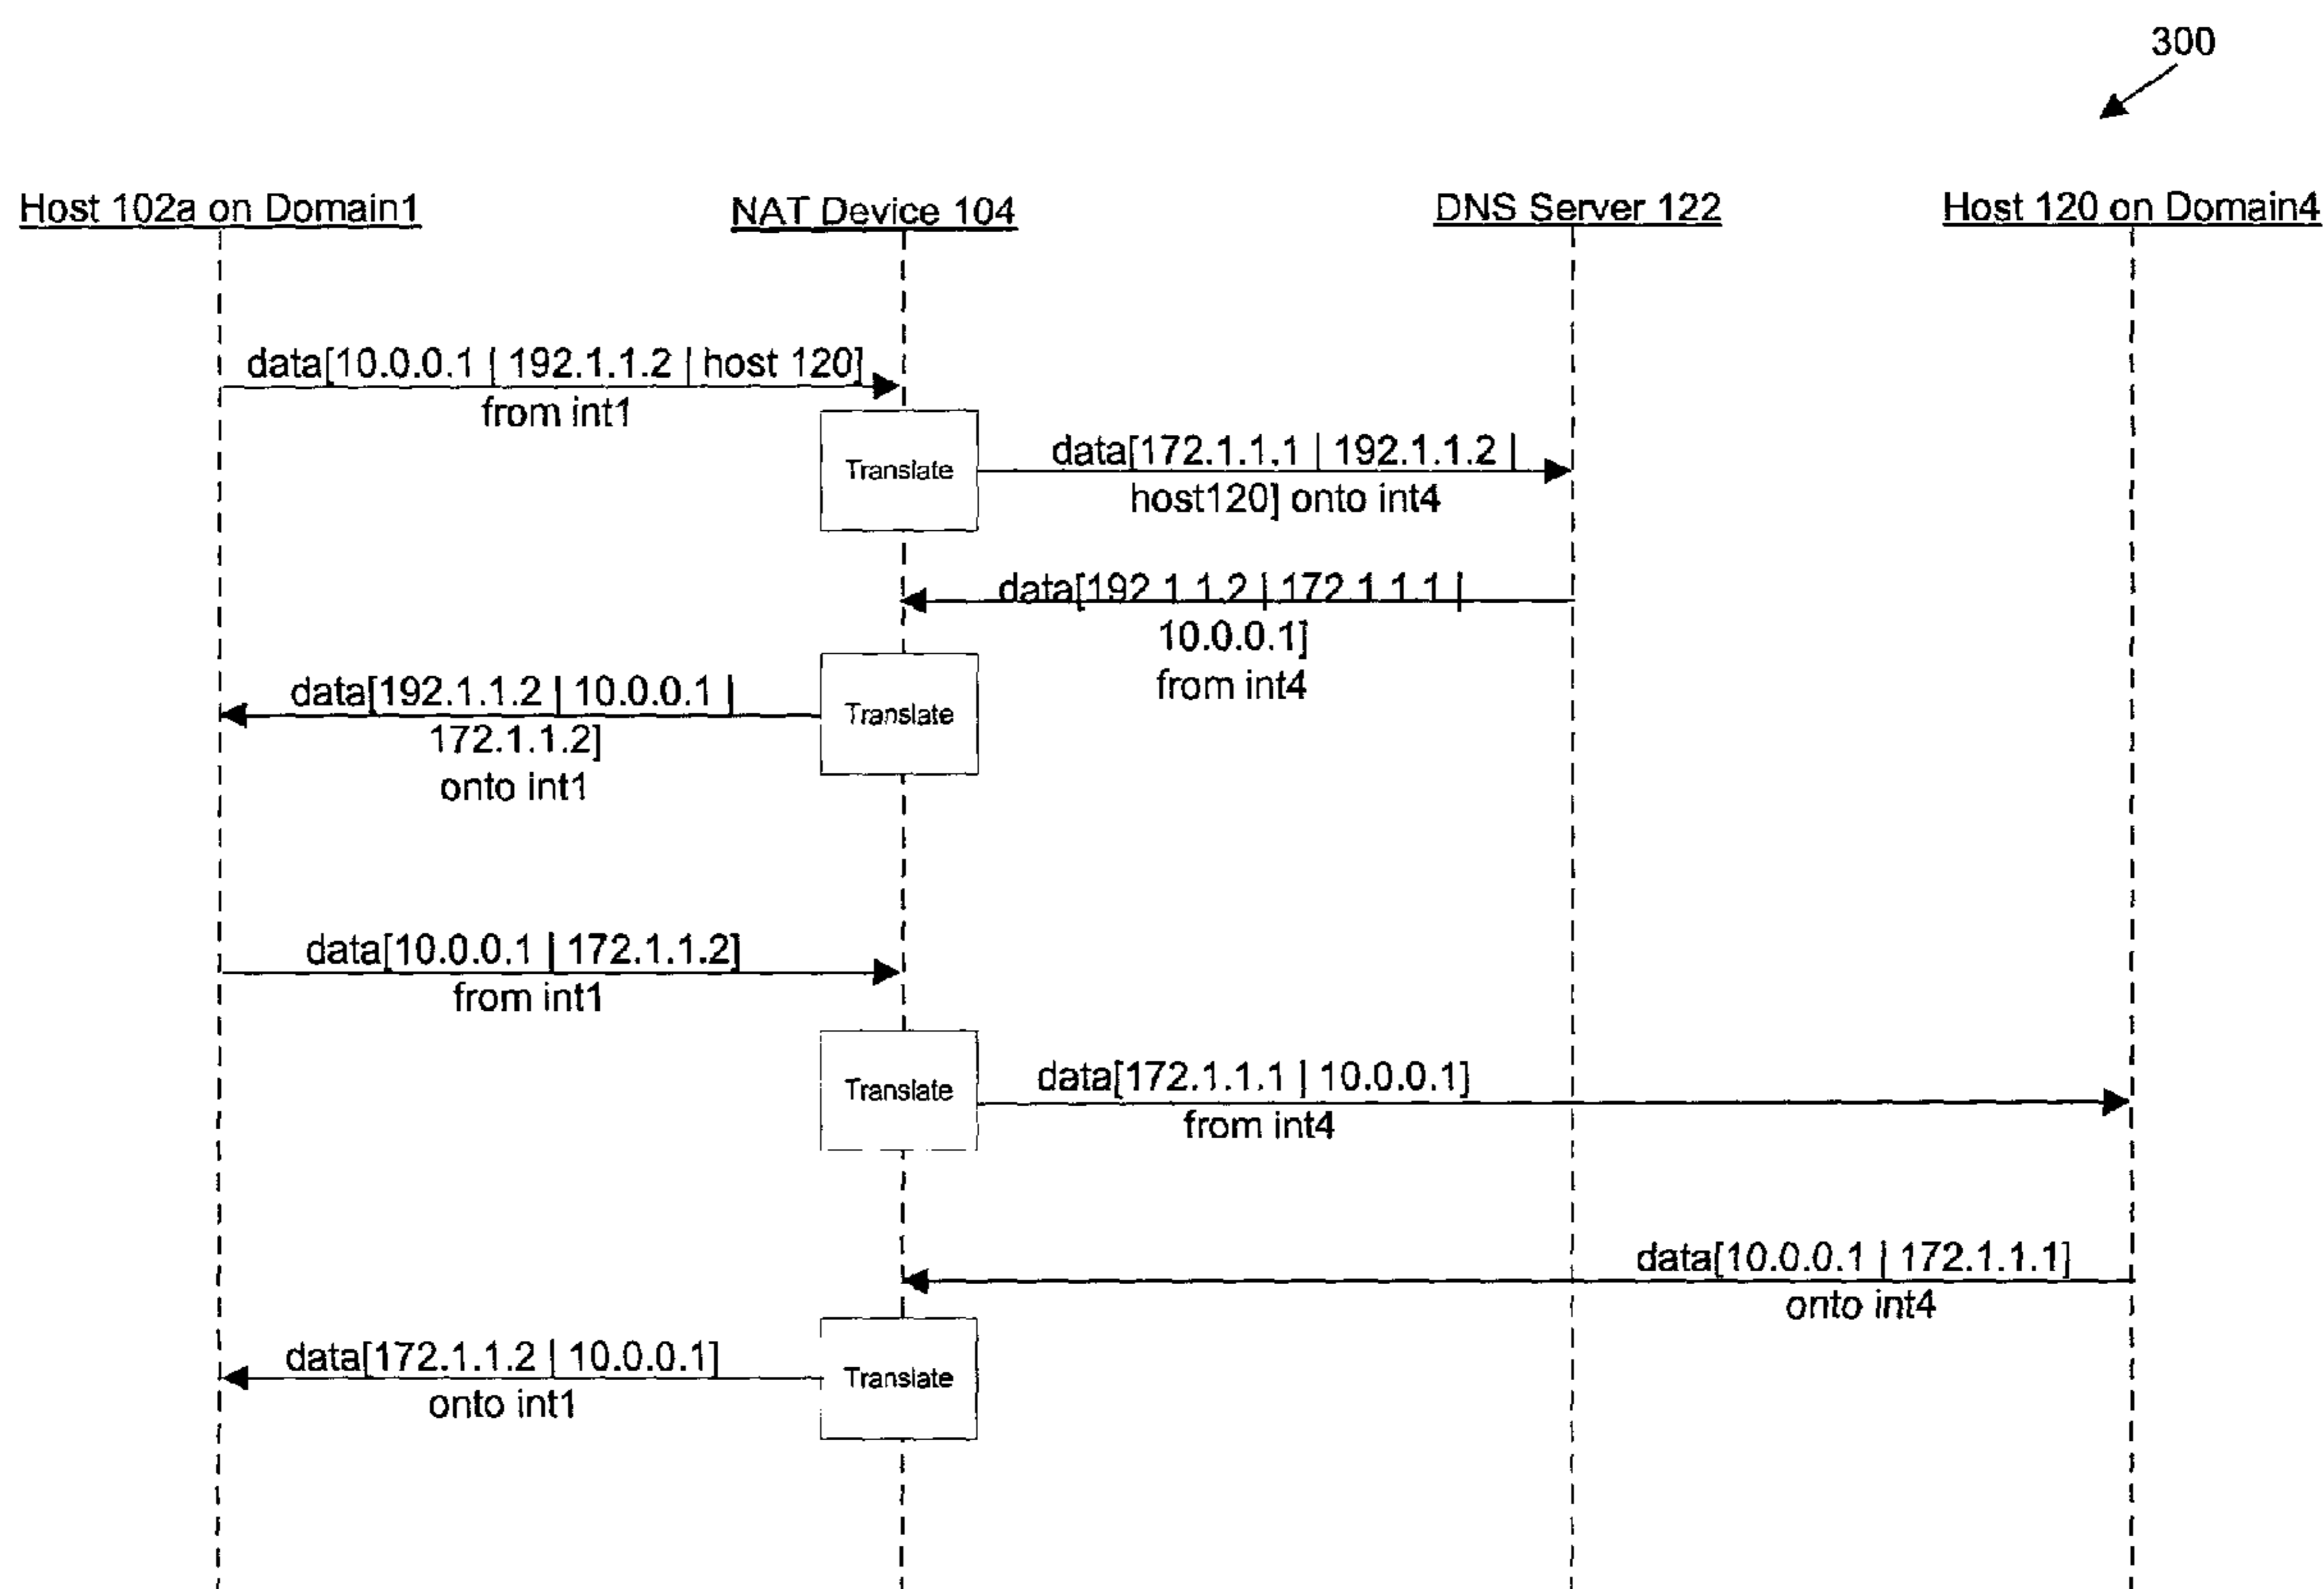 300
Host 102a on Domain1
NAT Device 104
DNS Server 122
Host 120 on Domain4
data[10.0.0.1 | 192.1.1.2 | host 120]
from int1
Translate
data[172.1.1.1 | 192.1.1.2 |
host120] onto int4
data[192.1.1.2 | 172.1.1.1 |
10.0.0.1]
from int4
Translate
data[192.1.1.2 | 10.0.0.1 |
172.1.1.2]
onto int1
data[10.0.0.1 | 172.1.1.2]
from int1
Translate
data[172.1.1.1 | 10.0.0.1]
from int4
data[10.0.0.1 | 172.1.1.1]
onto int4
Translate
data[172.1.1.2 | 10.0.0.1]
onto int1